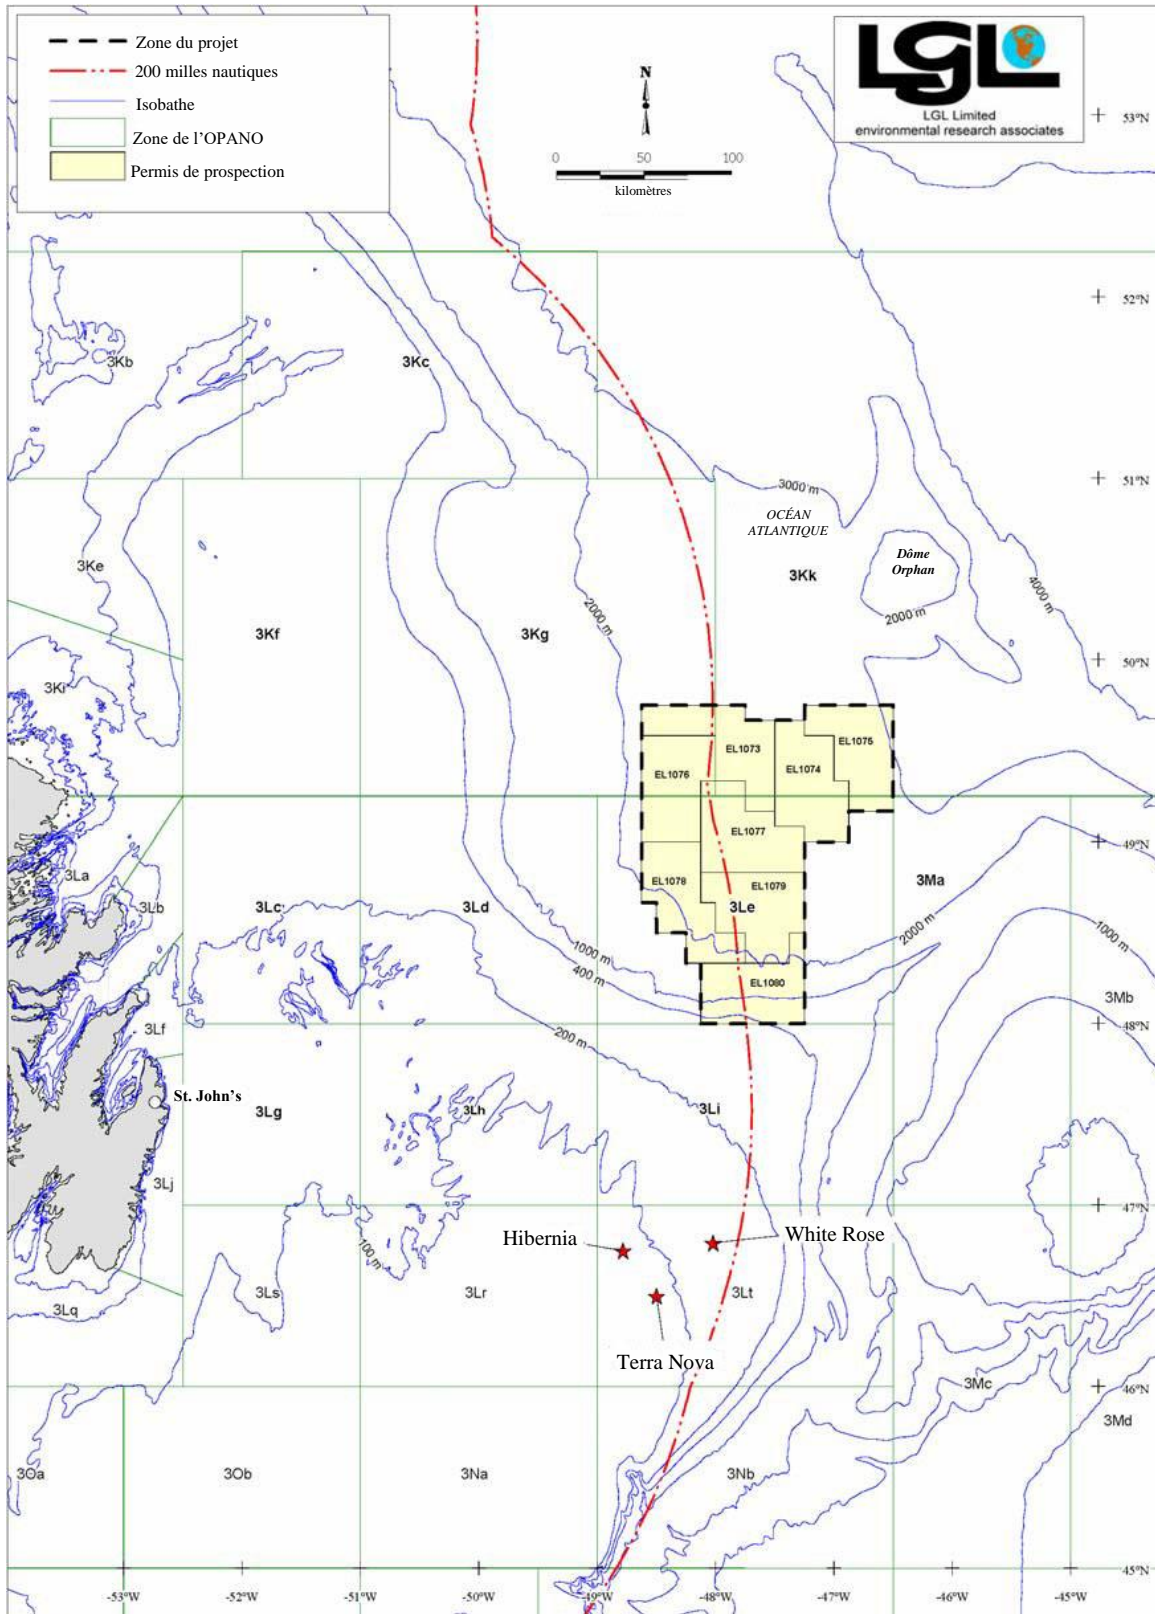 Zone du projet
200 milles nautiques
Isobathe
Zone de l'OPANO
Permis de prospection
N
0 50 100
kilomètres
LGL
LGL Limited
environmental research associates
53°N
52°N
3Kb
3Kc
51°N
3000 m
OCÉAN
ATLANTIQUE
Dôme
Orphan
3Ke
3Kk
4000 m
2000 m
2000 m
3Kf
3Kg
50°N
3Ki
EL1073
EL1075
EL1076
EL1074
EL1077
49°N
3La
EL1078
EL1079
3Ma
3Lb
3Lc
3Ld
3Le
2000 m
1000 m
1000 m
400 m
EL1080
3Mb
3Lf
200 m
48°N
St. John's
3Lg
3Lh
3Li
3Lj
47°N
Hibernia
White Rose
100 m
3Lq
3Ls
3Lr
3Lt
Terra Nova
3Mc
46°N
3Md
3Oa
3Ob
3Na
3Nb
45°N
-53°W
-52°W
-51°W
-50°W
-49°W
-48°W
-47°W
-46°W
-45°W